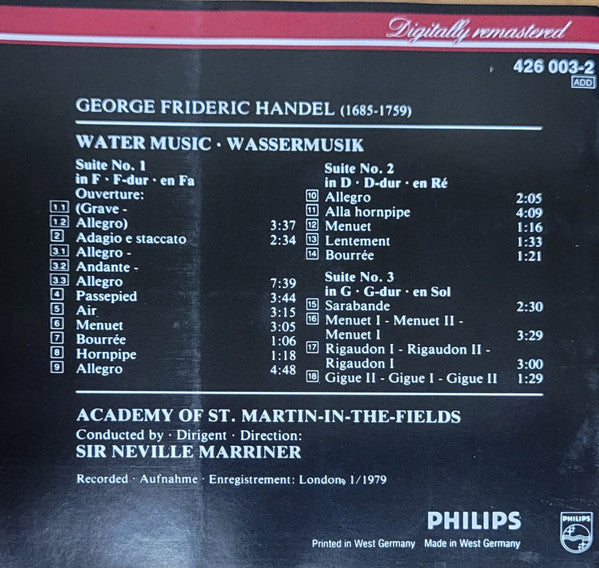 Digitally remastered
426 003-2
ADD
GEORGE FRIDERIC HANDEL (1685-1759)
WATER MUSIC · WASSERMUSIK
Suite No. 1
in F · F-dur · en Fa
Ouverture:
1.1 (Grave -
1.2 Allegro) 3:37
2 Adagio e staccato 2:34
3.1 Allegro -
3.2 Andante -
3.3 Allegro 7:39
4 Passepied 3:44
5 Air 3:15
6 Menuet 3:05
7 Bourrée 1:06
8 Hornpipe 1:18
9 Allegro 4:48
Suite No. 2
in D · D-dur · en Ré
10 Allegro 2:05
11 Alla hornpipe 4:09
12 Menuet 1:16
13 Lentement 1:33
14 Bourrée 1:21
Suite No. 3
in G · G-dur · en Sol
15 Sarabande 2:30
16 Menuet I - Menuet II -
Menuet I 3:29
17 Rigaudon I - Rigaudon II -
Rigaudon I 3:00
18 Gigue II - Gigue I - Gigue II 1:29
ACADEMY OF ST. MARTIN-IN-THE-FIELDS
Conducted by · Dirigent · Direction:
SIR NEVILLE MARRINER
Recorded · Aufnahme · Enregistrement: London, 1/1979
PHILIPS
PHILIPS
Printed in West Germany Made in West Germany